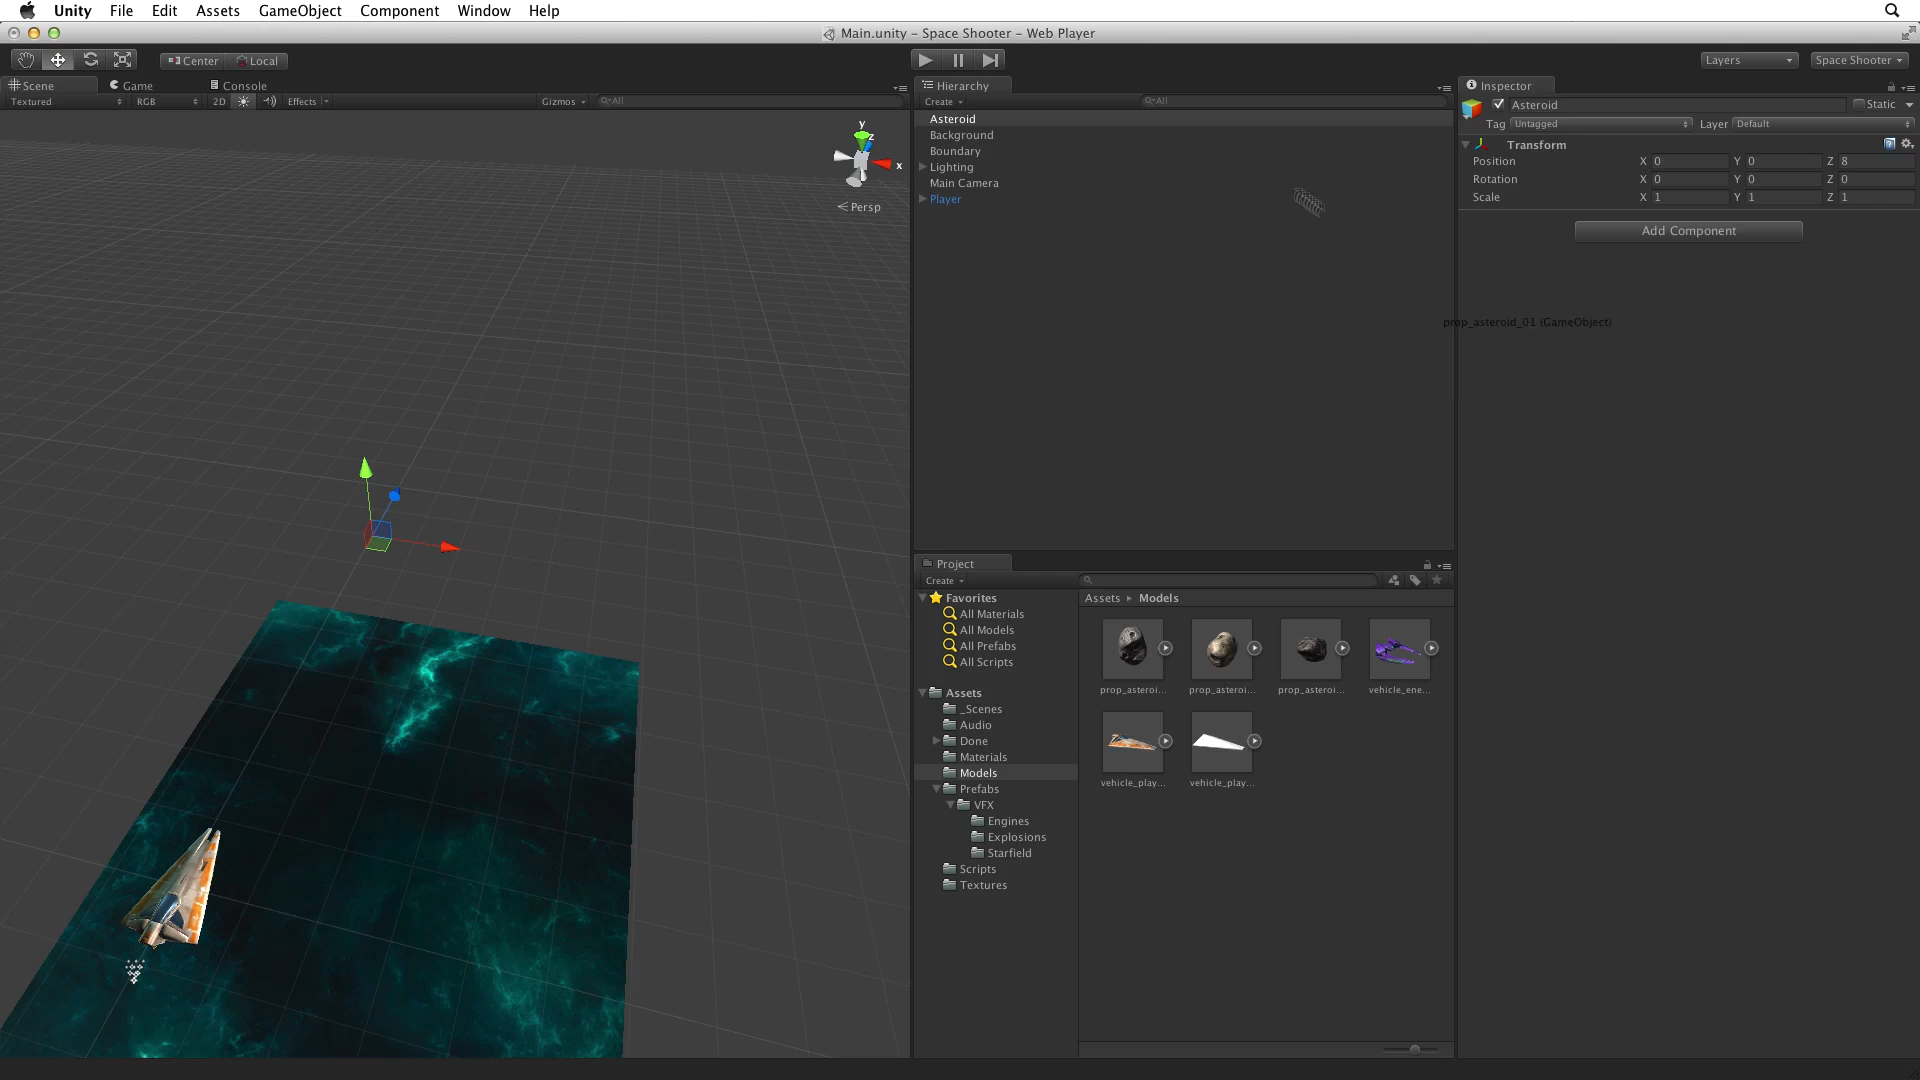 Unity File Edit Assets GameObject Component Window Help
Main.unity – Space Shooter – Web Player
Center Local
Layers Space Shooter
Scene Game Console
Textured RGB 2D Effects Gizmos All
y
z
x
Persp
Hierarchy
Create All
Asteroid
Background
Boundary
Lighting
Main Camera
Player
Inspector
Asteroid Static
Tag Untagged Layer Default
Transform
Position X 0 Y 0 Z 8
Rotation X 0 Y 0 Z 0
Scale X 1 Y 1 Z 1
Add Component
prop_asteroid_01 (GameObject)
Project
Create
Favorites
All Materials
All Models
All Prefabs
All Scripts
Assets
_Scenes
Audio
Done
Materials
Models
Prefabs
VFX
Engines
Explosions
Starfield
Scripts
Textures
Assets Models
prop_asteroi... prop_asteroi... prop_asteroi... vehicle_ene...
vehicle_play... vehicle_play...